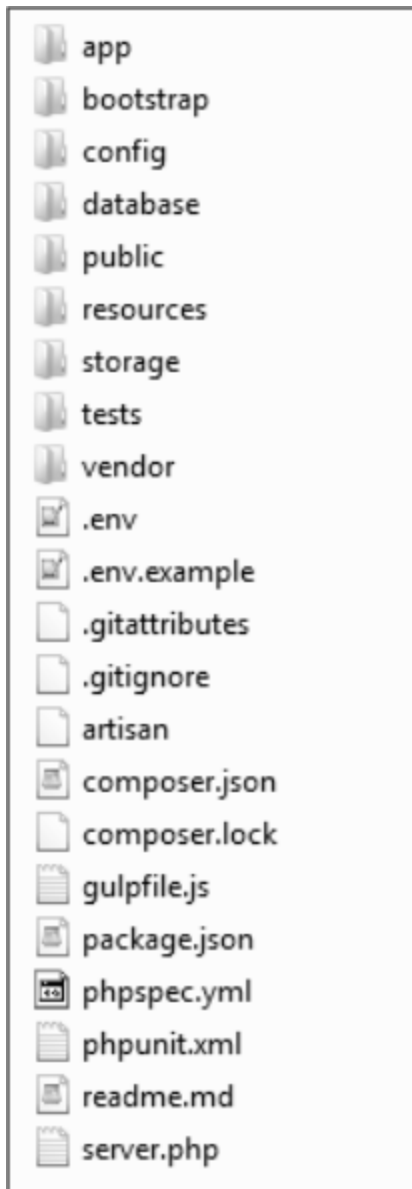 app
bootstrap
config
database
public
resources
storage
tests
vendor
.env
.env.example
.gitattributes
.gitignore
artisan
composer.json
composer.lock
gulpfile.js
package.json
phpspec.yml
phpunit.xml
readme.md
server.php